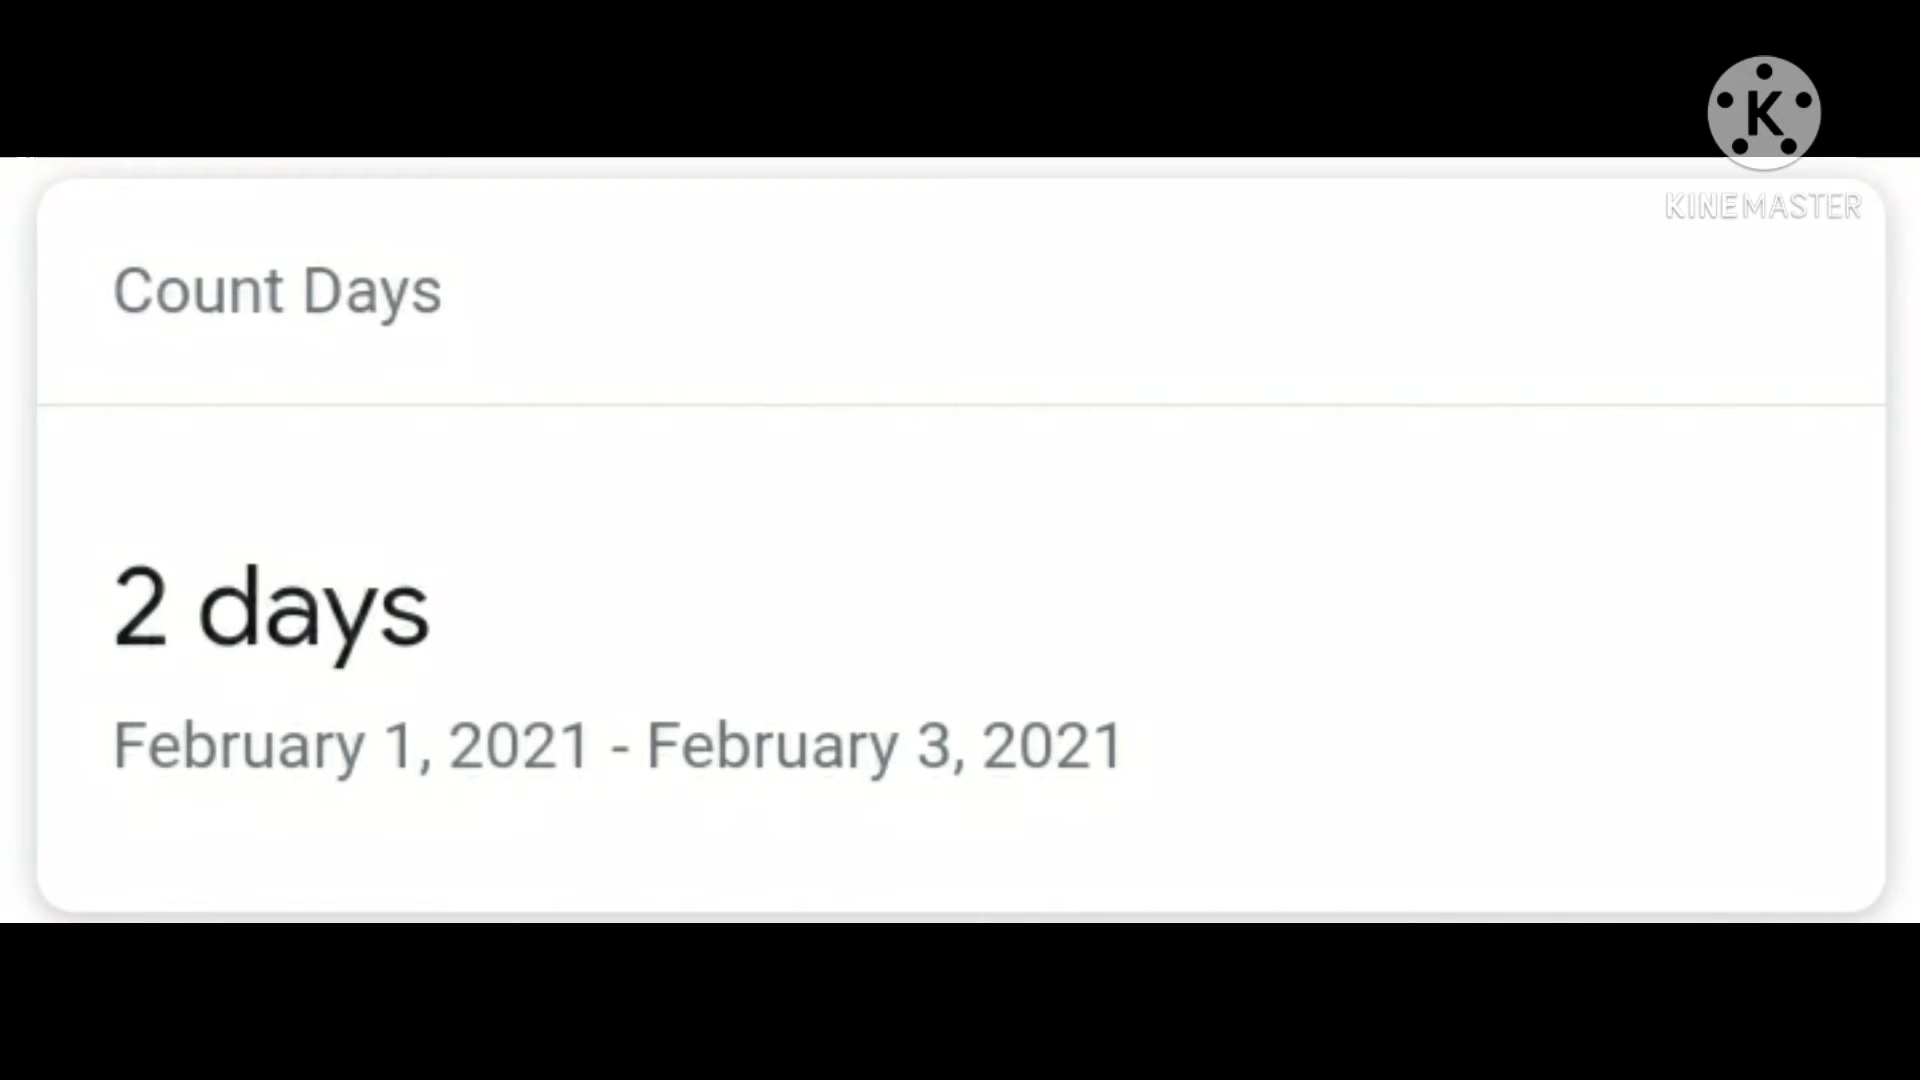 K
KINEMASTER
Count Days
2 days
February 1, 2021 - February 3, 2021